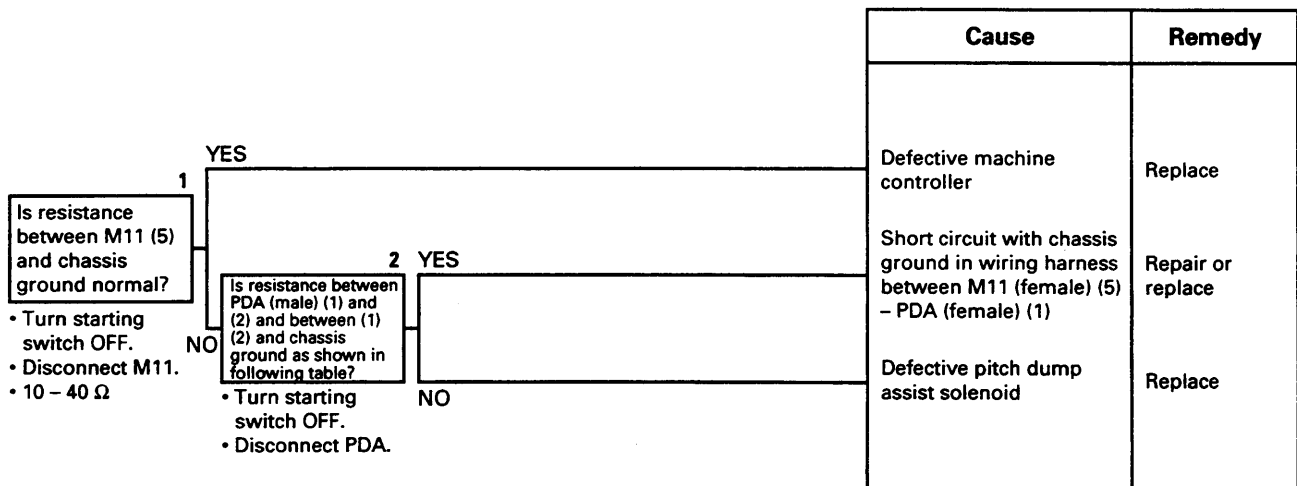 Cause
Remedy
YES
1
Is resistance
between M11 (5)
and chassis
ground normal?
• Turn starting
switch OFF.
• Disconnect M11.
• 10 – 40 Ω
NO
2
YES
Is resistance between
PDA (male) (1) and
(2) and between (1)
(2) and chassis
ground as shown in
following table?
• Turn starting
switch OFF.
• Disconnect PDA.
NO
Defective machine
controller
Replace
Short circuit with chassis
ground in wiring harness
between M11 (female) (5)
– PDA (female) (1)
Repair or
replace
Defective pitch dump
assist solenoid
Replace